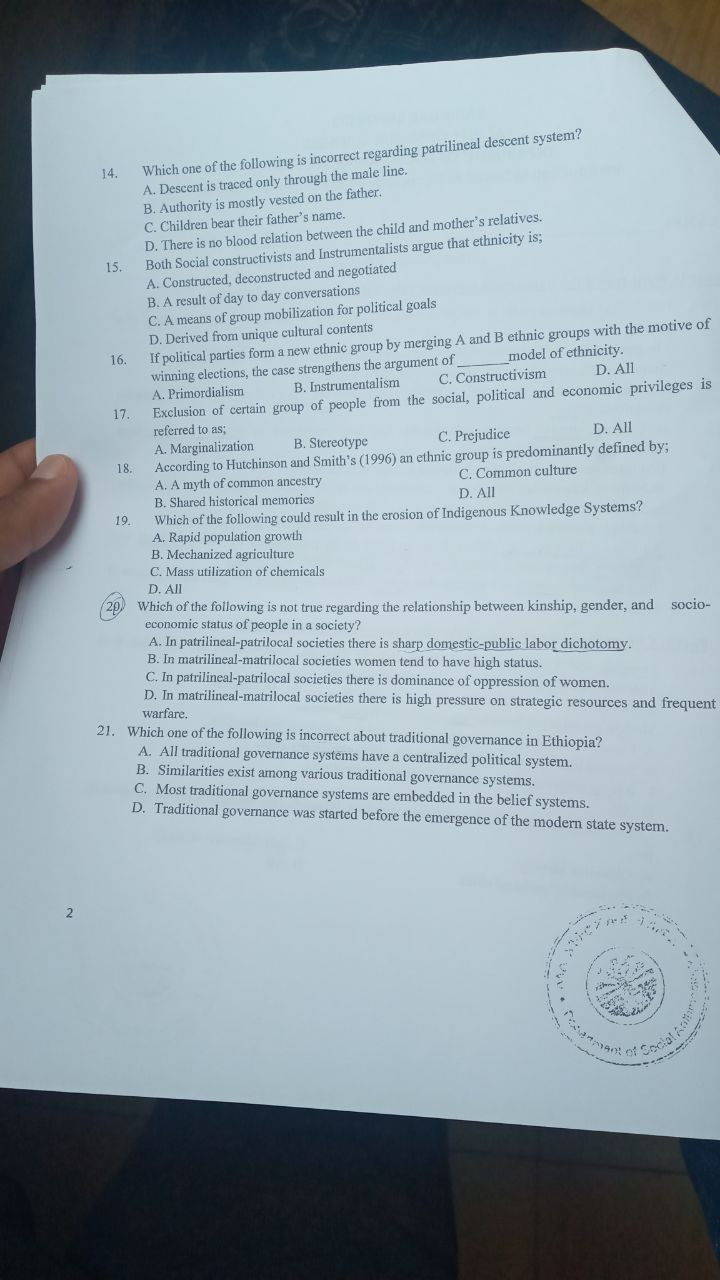 14. Which one of the following is incorrect regarding patrilineal descent system?
A. Descent is traced only through the male line.
B. Authority is mostly vested on the father.
C. Children bear their father's name.
D. There is no blood relation between the child and mother's relatives.
15. Both Social constructivists and Instrumentalists argue that ethnicity is;
A. Constructed, deconstructed and negotiated
B. A result of day to day conversations
C. A means of group mobilization for political goals
D. Derived from unique cultural contents
16. If political parties form a new ethnic group by merging A and B ethnic groups with the motive of
winning elections, the case strengthens the argument of _______model of ethnicity.
A. Primordialism B. Instrumentalism C. Constructivism D. All
17. Exclusion of certain group of people from the social, political and economic privileges is
referred to as;
A. Marginalization B. Stereotype C. Prejudice D. All
18. According to Hutchinson and Smith's (1996) an ethnic group is predominantly defined by;
A. A myth of common ancestry C. Common culture
B. Shared historical memories D. All
19. Which of the following could result in the erosion of Indigenous Knowledge Systems?
A. Rapid population growth
B. Mechanized agriculture
C. Mass utilization of chemicals
D. All
20. Which of the following is not true regarding the relationship between kinship, gender, and socio-
economic status of people in a society?
A. In patrilineal-patrilocal societies there is sharp domestic-public labor dichotomy.
B. In matrilineal-matrilocal societies women tend to have high status.
C. In patrilineal-patrilocal societies there is dominance of oppression of women.
D. In matrilineal-matrilocal societies there is high pressure on strategic resources and frequent
warfare.
21. Which one of the following is incorrect about traditional governance in Ethiopia?
A. All traditional governance systems have a centralized political system.
B. Similarities exist among various traditional governance systems.
C. Most traditional governance systems are embedded in the belief systems.
D. Traditional governance was started before the emergence of the modern state system.
2
Department of Social